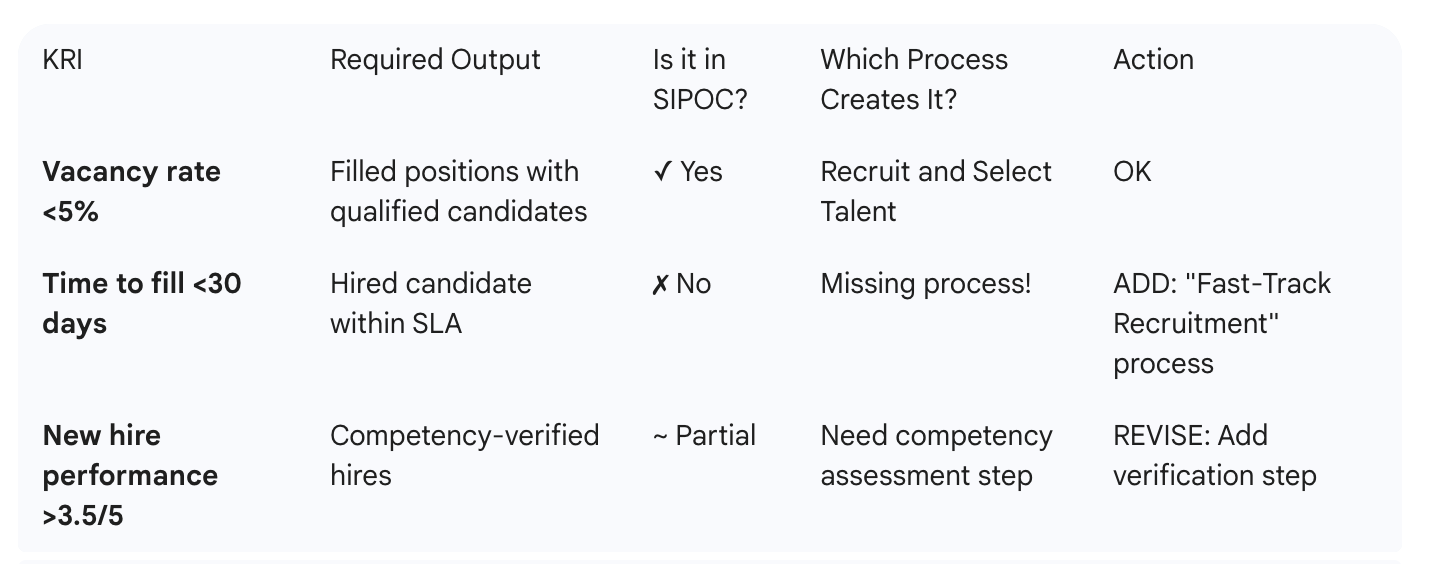 KRI
Required Output
Is it in
SIPOC?
Which Process
Creates It?
Action
Vacancy rate
<5%
Filled positions with
qualified candidates
✓ Yes
Recruit and Select
Talent
OK
Time to fill <30
days
Hired candidate
within SLA
✗ No
Missing process!
ADD: "Fast-Track
Recruitment"
process
New hire
performance
>3.5/5
Competency-verified
hires
~ Partial
Need competency
assessment step
REVISE: Add
verification step